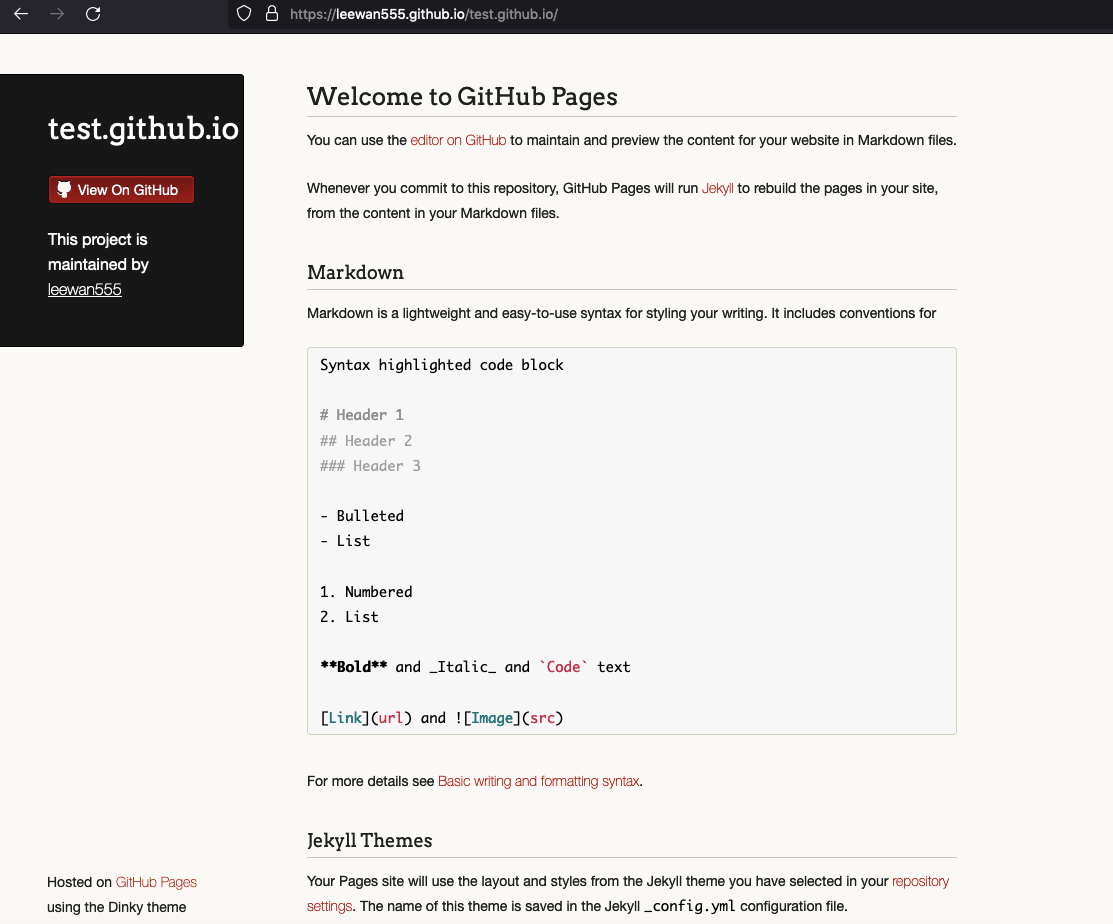 https://leewan555.github.io/test.github.io/
test.github.io
View On GitHub
This project is
maintained by
leewan555
Welcome to GitHub Pages
You can use the editor on GitHub to maintain and preview the content for your website in Markdown files.
Whenever you commit to this repository, GitHub Pages will run Jekyll to rebuild the pages in your site,
from the content in your Markdown files.
Markdown
Markdown is a lightweight and easy-to-use syntax for styling your writing. It includes conventions for
Syntax highlighted code block
# Header 1
## Header 2
### Header 3
- Bulleted
- List
1. Numbered
2. List
**Bold** and _Italic_ and `Code` text
[Link](url) and ![Image](src)
For more details see Basic writing and formatting syntax.
Jekyll Themes
Your Pages site will use the layout and styles from the Jekyll theme you have selected in your repository
settings. The name of this theme is saved in the Jekyll _config.yml configuration file.
Hosted on GitHub Pages
using the Dinky theme